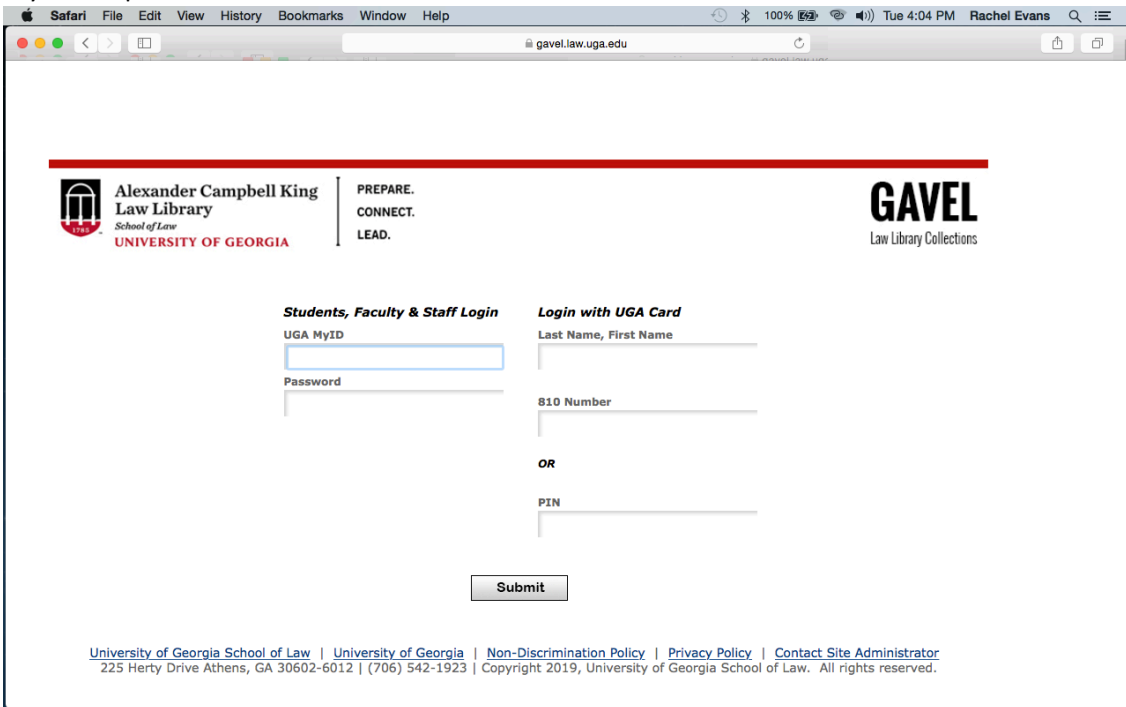 Safari File Edit View History Bookmarks Window Help 100% Tue 4:04 PM Rachel Evans
gavel.law.uga.edu
Alexander Campbell King
Law Library
School of Law
UNIVERSITY OF GEORGIA
1785
PREPARE.
CONNECT.
LEAD.
GAVEL
Law Library Collections
Students, Faculty & Staff Login
UGA MyID
Password
Login with UGA Card
Last Name, First Name
810 Number
OR
PIN
Submit
University of Georgia School of Law | University of Georgia | Non-Discrimination Policy | Privacy Policy | Contact Site Administrator
225 Herty Drive Athens, GA 30602-6012 | (706) 542-1923 | Copyright 2019, University of Georgia School of Law. All rights reserved.